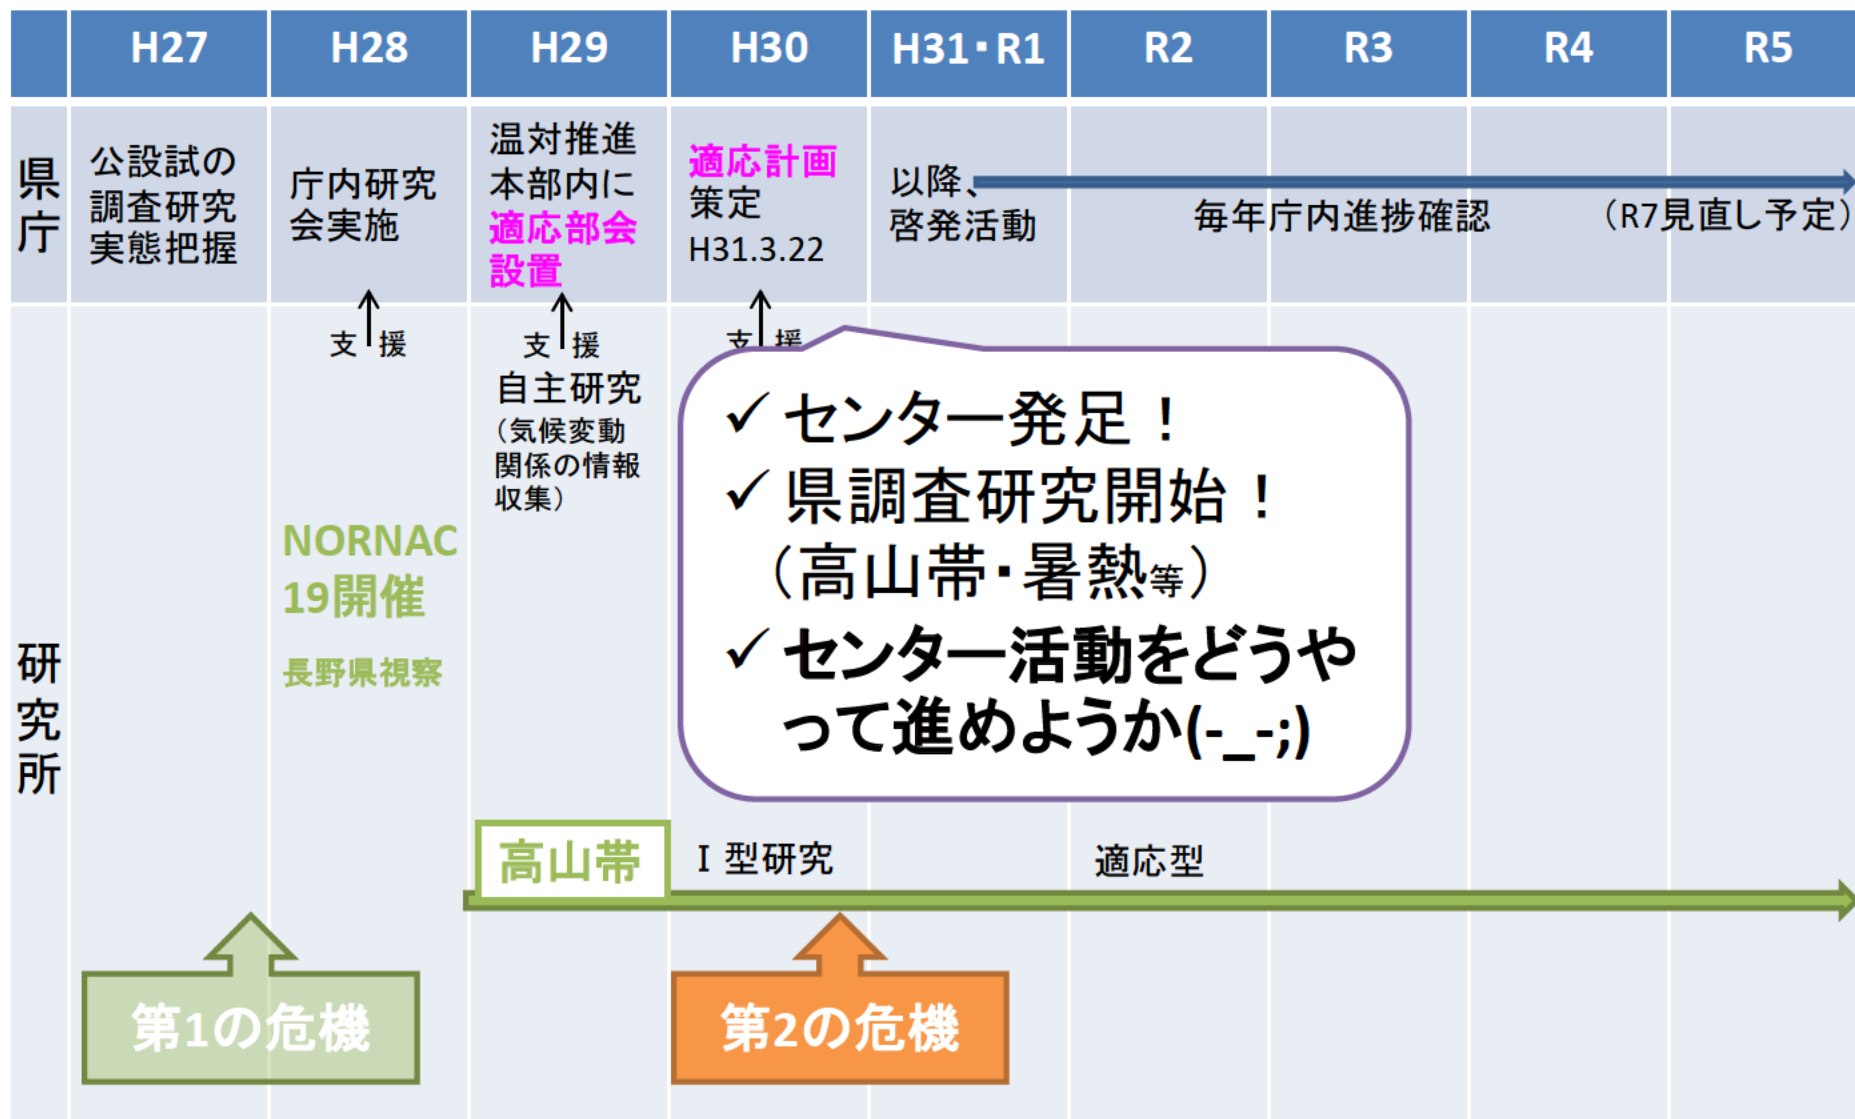 H27
H28
H29
H30
H31・R1
R2
R3
R4
R5
県庁
公設試の
調査研究
実態把握
庁内研究
会実施
温対推進
本部内に
適応部会
設置
適応計画
策定
H31.3.22
以降、
啓発活動
毎年庁内進捗確認
（R7見直し予定）
研究所
支援
支援
支援
自主研究
（気候変動
関係の情報
収集）
NORNAC
19開催
長野県視察
✓センター発足！
✓県調査研究開始！
（高山帯・暑熱等）
✓センター活動をどうや
って進めようか(-_-;)
高山帯
Ⅰ型研究
適応型
第1の危機
第2の危機